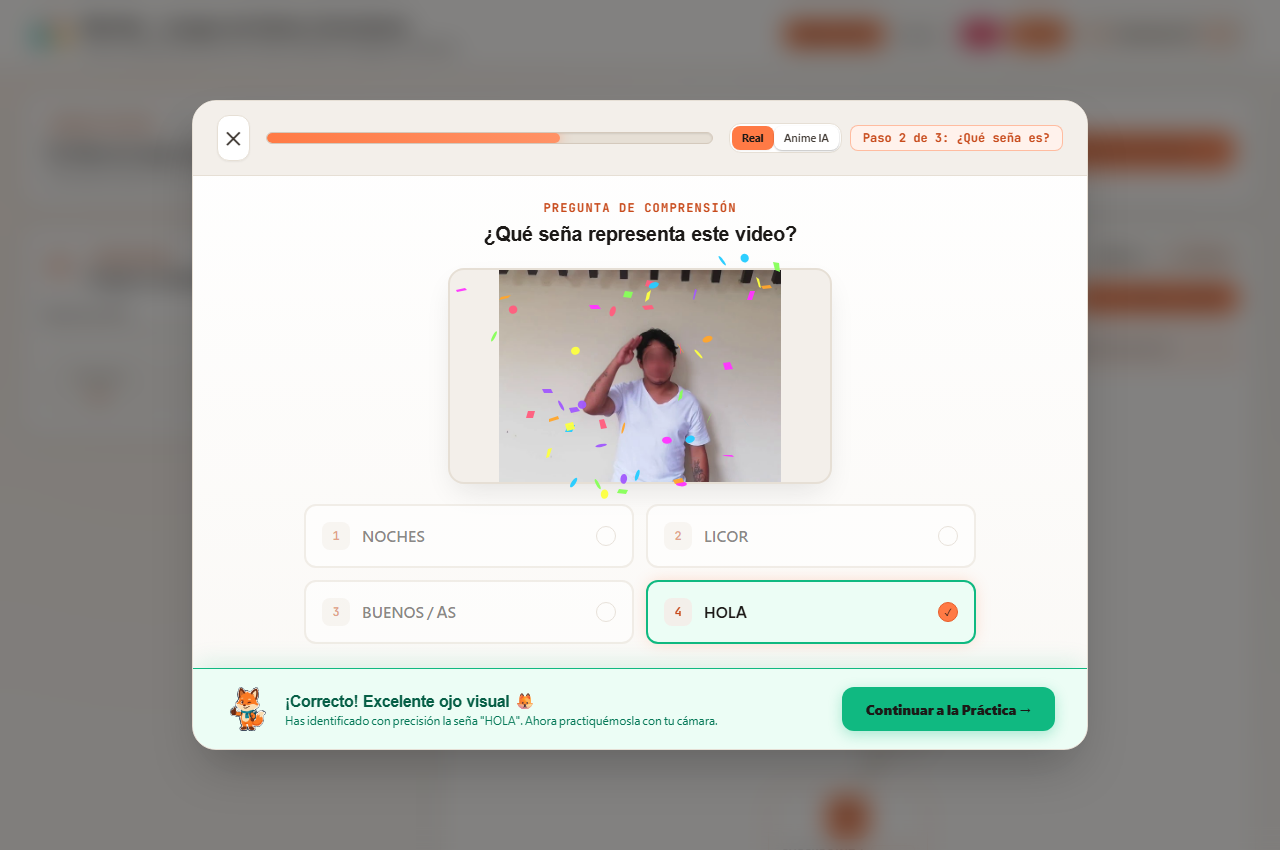 Real
Anime IA
Paso 2 de 3: ¿Qué seña es?
PREGUNTA DE COMPRENSIÓN
¿Qué seña representa este video?
1 NOCHES
2 LICOR
3 BUENOS / AS
4 HOLA
¡Correcto! Excelente ojo visual 🦊
Has identificado con precisión la seña "HOLA". Ahora practiquémosla con tu cámara.
Continuar a la Práctica →